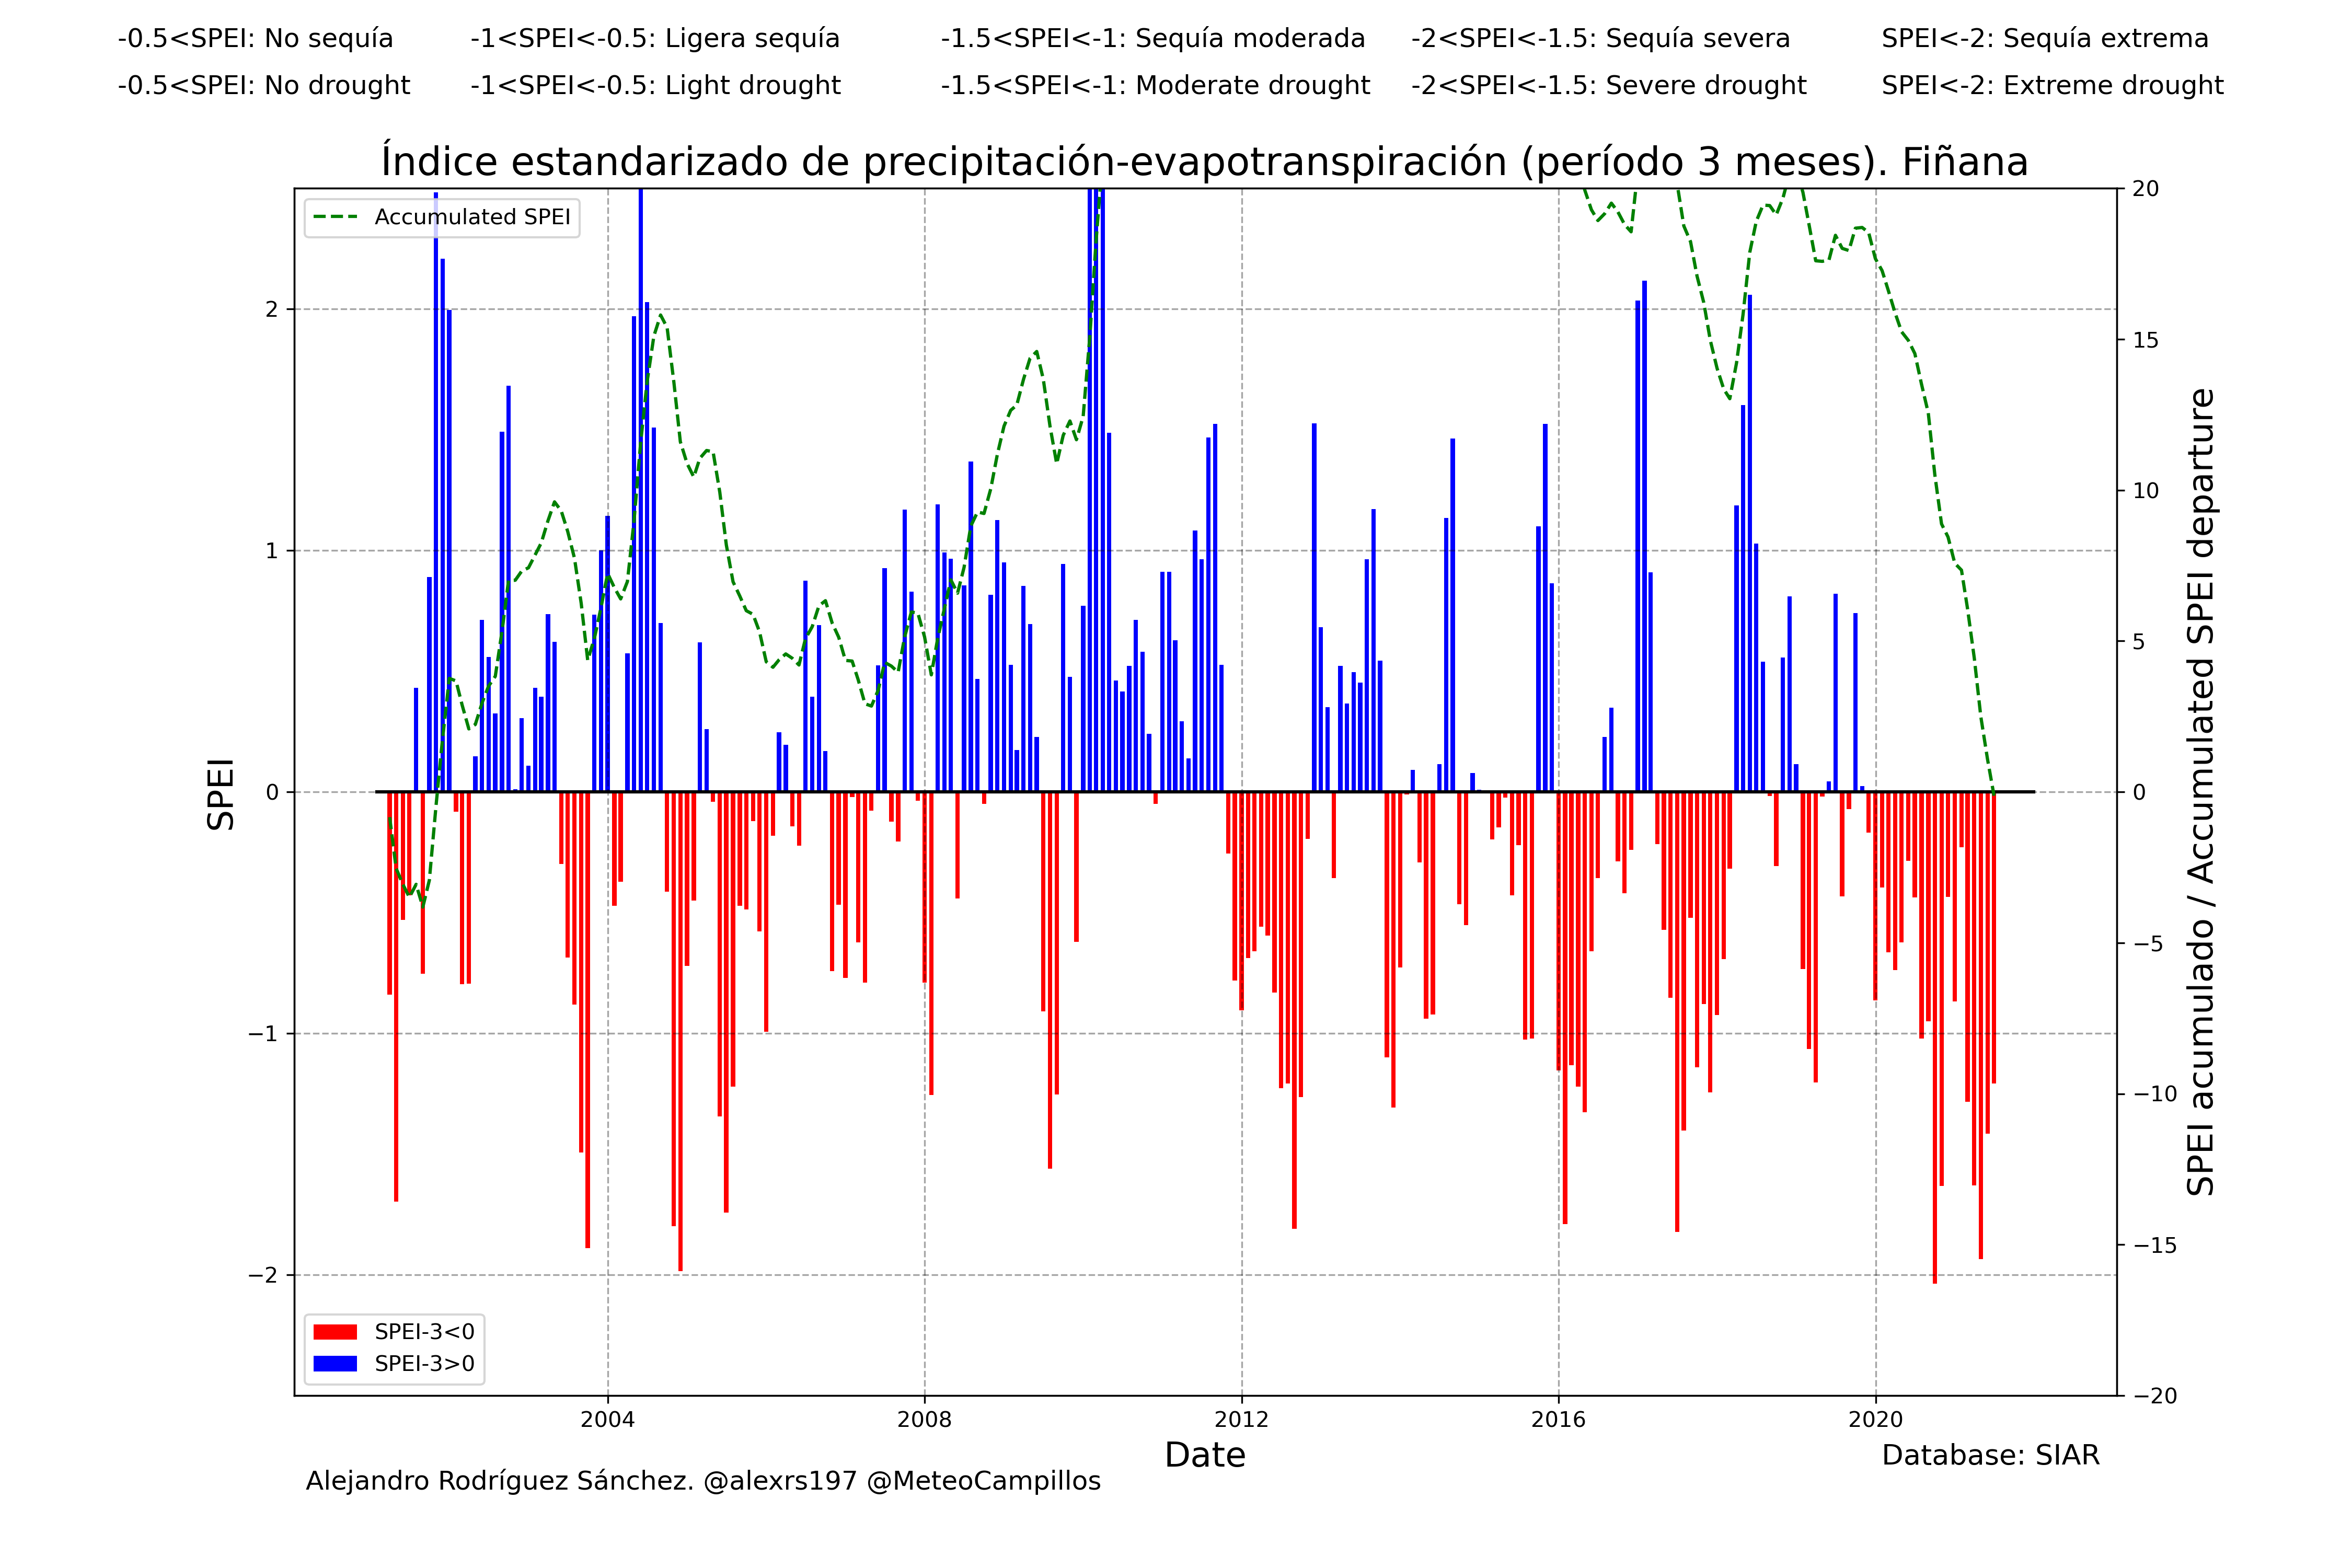 -0.5<SPEI: No sequía -1<SPEI<-0.5: Ligera sequía -1.5<SPEI<-1: Sequía moderada -2<SPEI<-1.5: Sequía severa SPEI<-2: Sequía extrema
-0.5<SPEI: No drought -1<SPEI<-0.5: Light drought -1.5<SPEI<-1: Moderate drought -2<SPEI<-1.5: Severe drought SPEI<-2: Extreme drought
Índice estandarizado de precipitación-evapotranspiración (período 3 meses). Fiñana
Accumulated SPEI
SPEI
2
1
0
−1
−2
20
15
10
5
0
−5
−10
−15
−20
SPEI acumulado / Accumulated SPEI departure
SPEI-3<0
SPEI-3>0
2004 2008 2012 2016 2020
Date
Database: SIAR
Alejandro Rodríguez Sánchez. @alexrs197 @MeteoCampillos